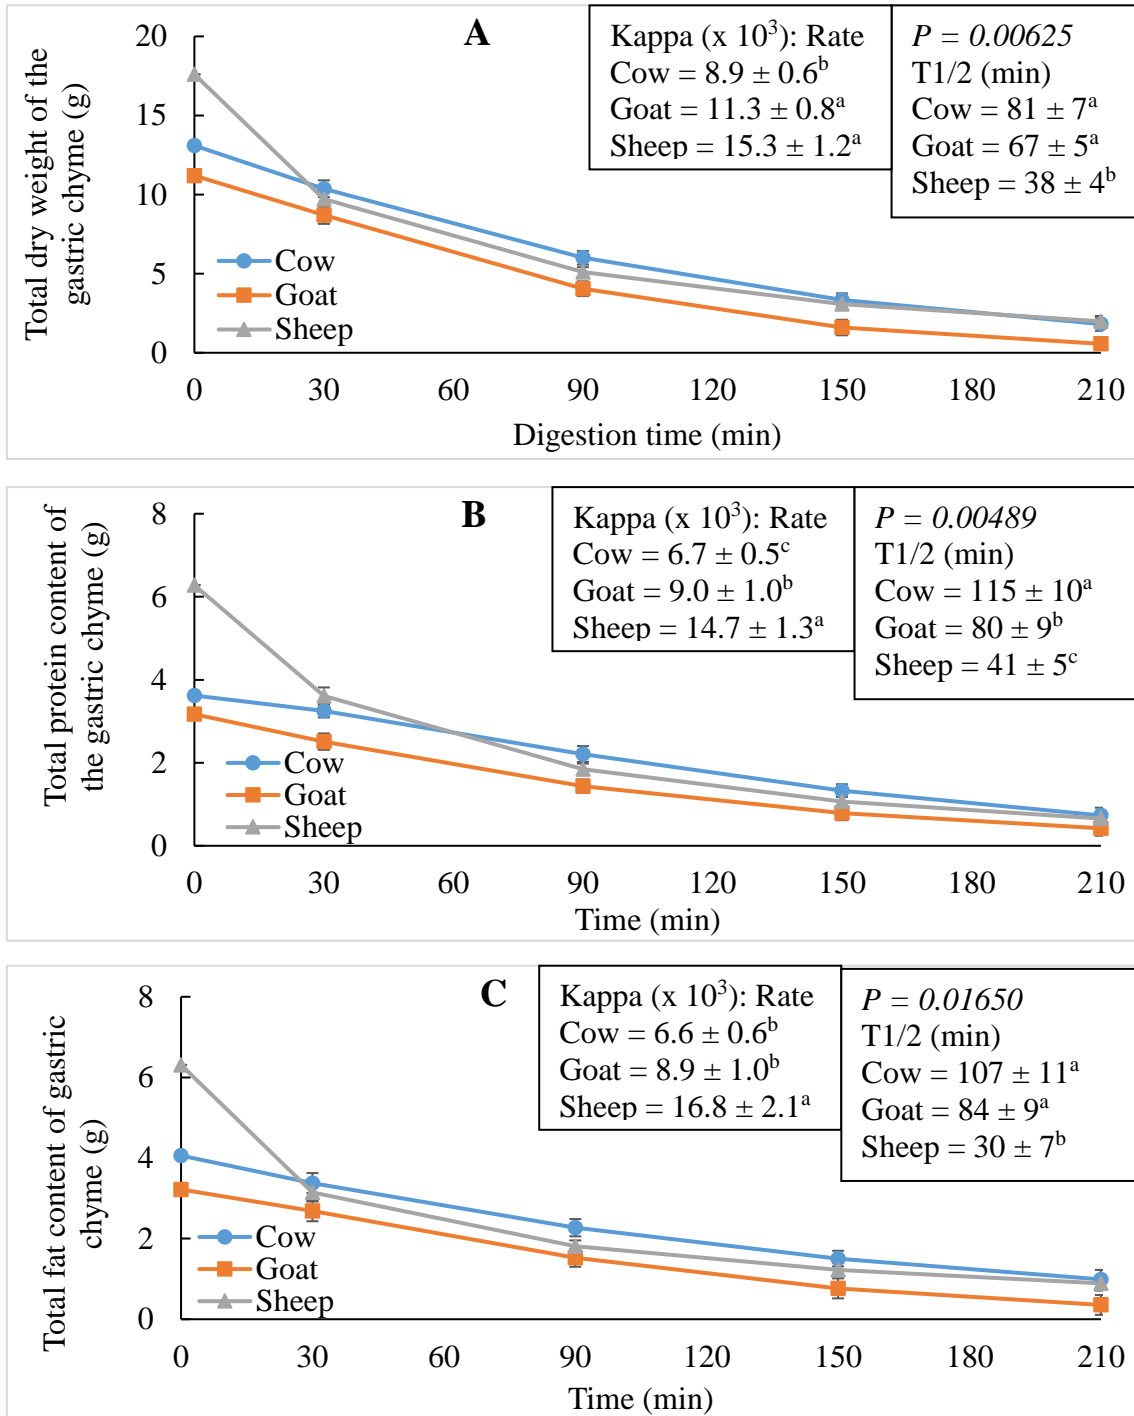 A
Kappa (x 10³): Rate
Cow = 8.9 ± 0.6ᵇ
Goat = 11.3 ± 0.8ᵃ
Sheep = 15.3 ± 1.2ᵃ
P = 0.00625
T1/2 (min)
Cow = 81 ± 7ᵃ
Goat = 67 ± 5ᵃ
Sheep = 38 ± 4ᵇ
Total dry weight of the
gastric chyme (g)
20
15
10
5
0
Cow
Goat
Sheep
0 30 60 90 120 150 180 210
Digestion time (min)
B
Kappa (x 10³): Rate
Cow = 6.7 ± 0.5ᶜ
Goat = 9.0 ± 1.0ᵇ
Sheep = 14.7 ± 1.3ᵃ
P = 0.00489
T1/2 (min)
Cow = 115 ± 10ᵃ
Goat = 80 ± 9ᵇ
Sheep = 41 ± 5ᶜ
Total protein content of
the gastric chyme (g)
8
6
4
2
0
Cow
Goat
Sheep
0 30 60 90 120 150 180 210
Time (min)
C
Kappa (x 10³): Rate
Cow = 6.6 ± 0.6ᵇ
Goat = 8.9 ± 1.0ᵇ
Sheep = 16.8 ± 2.1ᵃ
P = 0.01650
T1/2 (min)
Cow = 107 ± 11ᵃ
Goat = 84 ± 9ᵃ
Sheep = 30 ± 7ᵇ
Total fat content of gastric
chyme (g)
8
6
4
2
0
Cow
Goat
Sheep
0 30 60 90 120 150 180 210
Time (min)